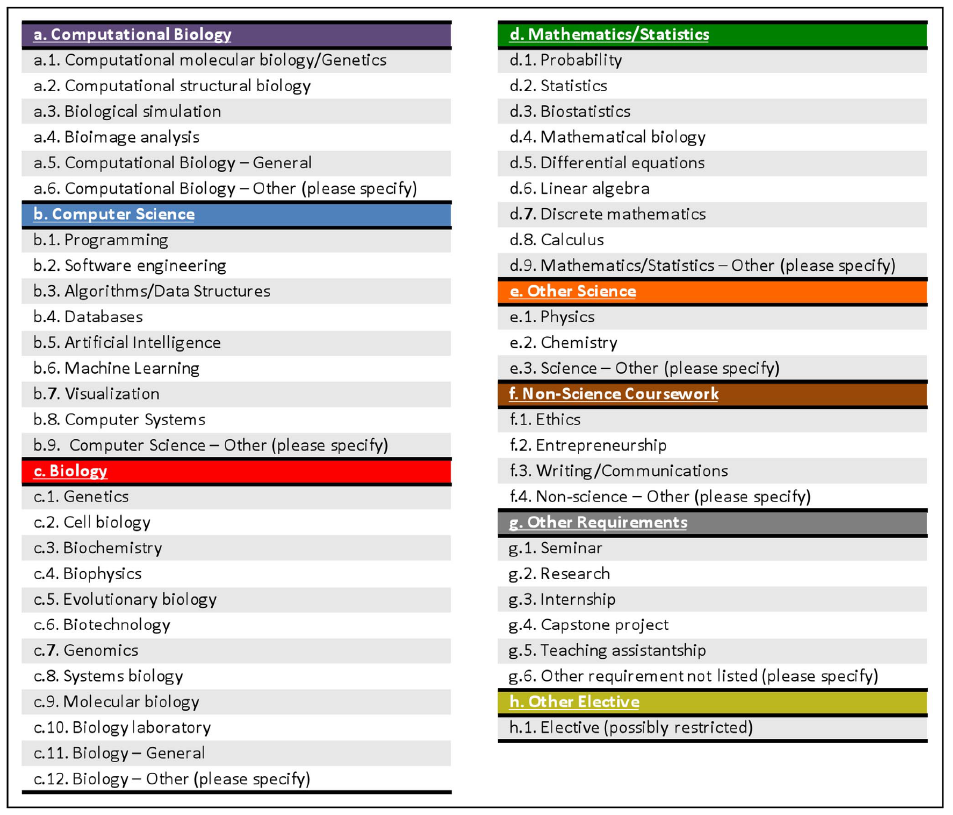 a. Computational Biology
a.1. Computational molecular biology/Genetics
a.2. Computational structural biology
a.3. Biological simulation
a.4. Bioimage analysis
a.5. Computational Biology – General
a.6. Computational Biology – Other (please specify)
b. Computer Science
b.1. Programming
b.2. Software engineering
b.3. Algorithms/Data Structures
b.4. Databases
b.5. Artificial Intelligence
b.6. Machine Learning
b.7. Visualization
b.8. Computer Systems
b.9.  Computer Science – Other (please specify)
c. Biology
c.1. Genetics
c.2. Cell biology
c.3. Biochemistry
c.4. Biophysics
c.5. Evolutionary biology
c.6. Biotechnology
c.7. Genomics
c.8. Systems biology
c.9. Molecular biology
c.10. Biology laboratory
c.11. Biology – General
c.12. Biology – Other (please specify)
d. Mathematics/Statistics
d.1. Probability
d.2. Statistics
d.3. Biostatistics
d.4. Mathematical biology
d.5. Differential equations
d.6. Linear algebra
d.7. Discrete mathematics
d.8. Calculus
d.9. Mathematics/Statistics – Other (please specify)
e. Other Science
e.1. Physics
e.2. Chemistry
e.3. Science – Other (please specify)
f. Non-Science Coursework
f.1. Ethics
f.2. Entrepreneurship
f.3. Writing/Communications
f.4. Non-science – Other (please specify)
g. Other Requirements
g.1. Seminar
g.2. Research
g.3. Internship
g.4. Capstone project
g.5. Teaching assistantship
g.6. Other requirement not listed (please specify)
h. Other Elective
h.1. Elective (possibly restricted)